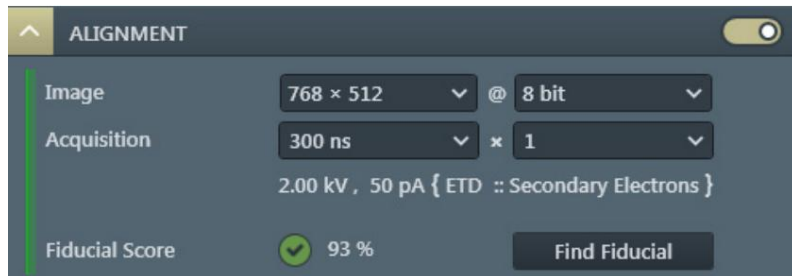 ALIGNMENT
Image 768 × 512 @ 8 bit
Acquisition 300 ns × 1
2.00 kV , 50 pA { ETD :: Secondary Electrons }
Fiducial Score 93 % Find Fiducial